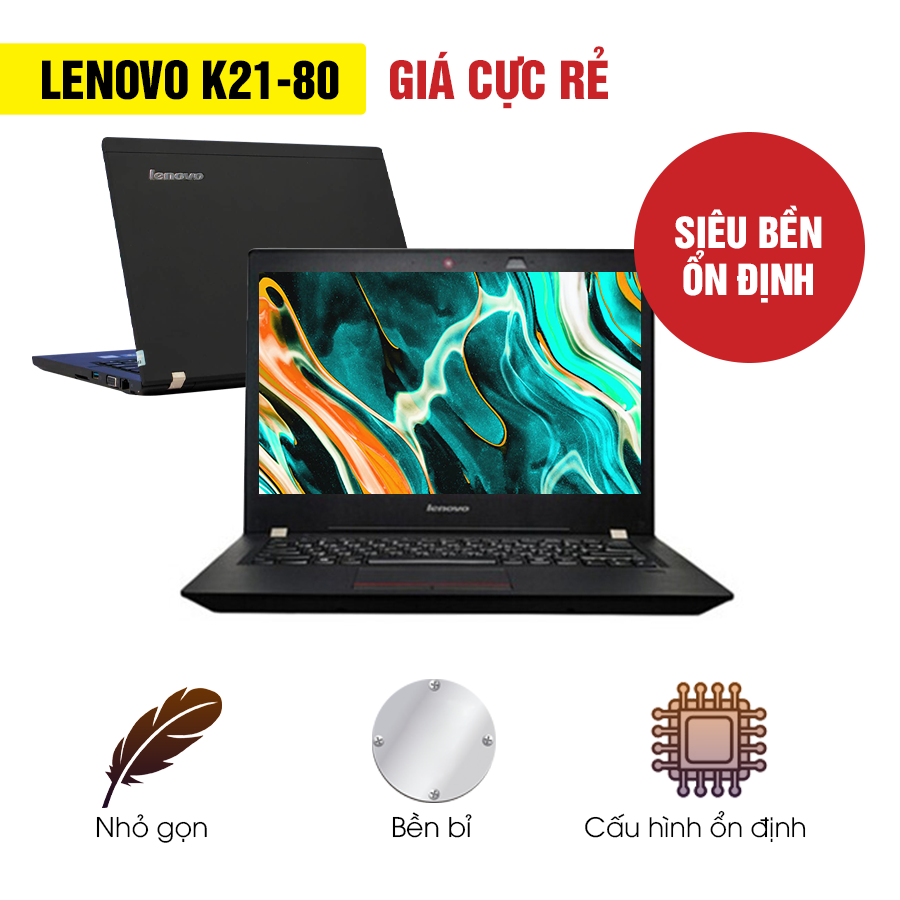 LENOVO K21-80
GIÁ CỰC RẺ
lenovo
SIÊU BỀN
ỔN ĐỊNH
lenovo
Nhỏ gọn
Bền bỉ
Cấu hình ổn định